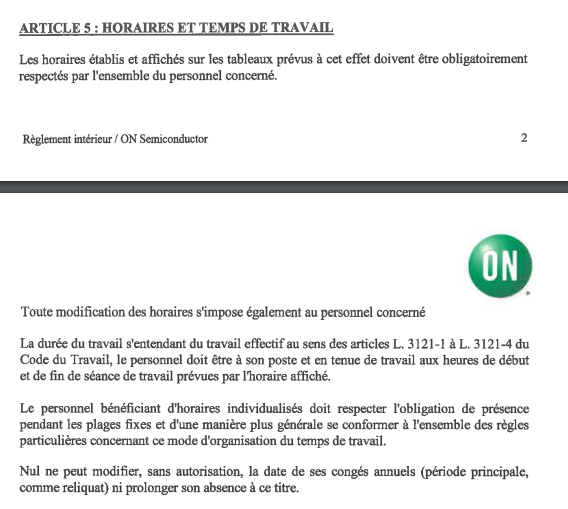 ARTICLE 5 : HORAIRES ET TEMPS DE TRAVAIL
Les horaires établis et affichés sur les tableaux prévus à cet effet doivent être obligatoirement
respectés par l'ensemble du personnel concerné.
Règlement intérieur / ON Semiconductor 2
ON
Toute modification des horaires s'impose également au personnel concerné
La durée du travail s'entendant du travail effectif au sens des articles L. 3121-1 à L. 3121-4 du
Code du Travail, le personnel doit être à son poste et en tenue de travail aux heures de début
et de fin de séance de travail prévues par l'horaire affiché.
Le personnel bénéficiant d'horaires individualisés doit respecter l'obligation de présence
pendant les plages fixes et d'une manière plus générale se conformer à l'ensemble des règles
particulières concernant ce mode d'organisation du temps de travail.
Nul ne peut modifier, sans autorisation, la date de ses congés annuels (période principale,
comme reliquat) ni prolonger son absence à ce titre.